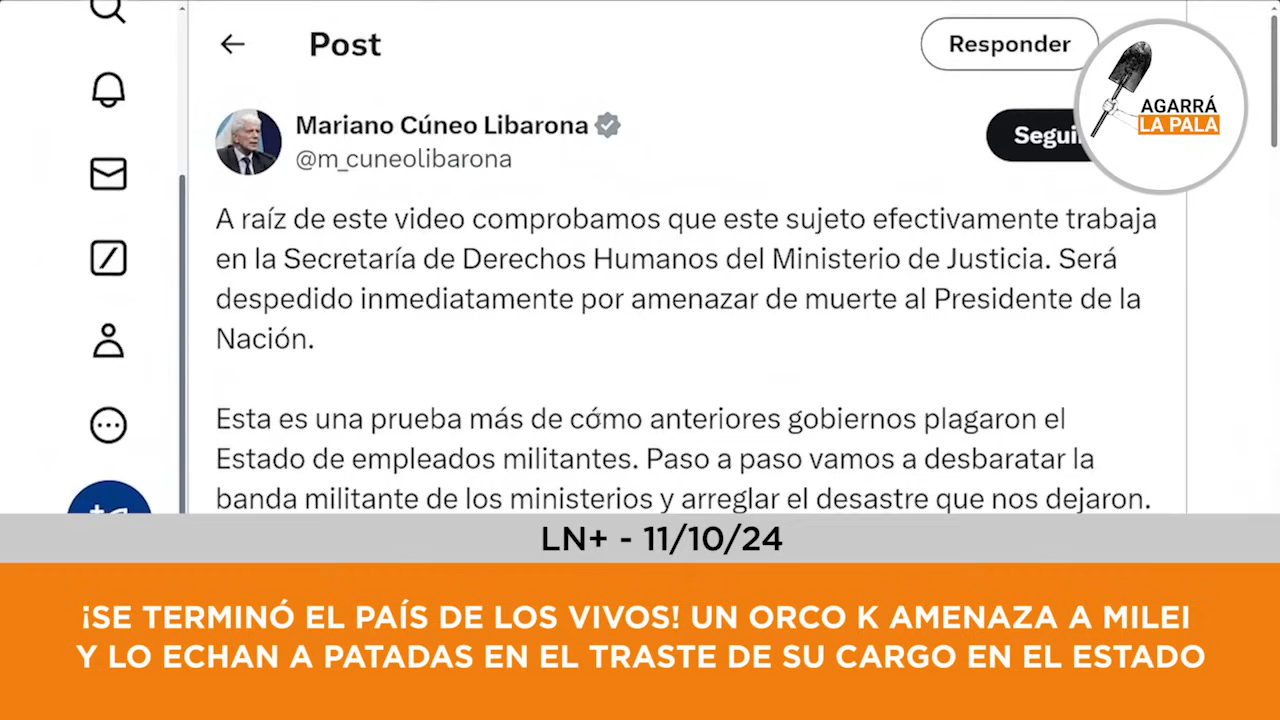 Post
Responder
AGARRÁ
LA PALA
Mariano Cúneo Libarona
@m_cuneolibarona
Segui
A raíz de este video comprobamos que este sujeto efectivamente trabaja
en la Secretaría de Derechos Humanos del Ministerio de Justicia. Será
despedido inmediatamente por amenazar de muerte al Presidente de la
Nación.
Esta es una prueba más de cómo anteriores gobiernos plagaron el
Estado de empleados militantes. Paso a paso vamos a desbaratar la
banda militante de los ministerios y arreglar el desastre que nos dejaron.
LN+ - 11/10/24
¡SE TERMINÓ EL PAÍS DE LOS VIVOS! UN ORCO K AMENAZA A MILEI
Y LO ECHAN A PATADAS EN EL TRASTE DE SU CARGO EN EL ESTADO